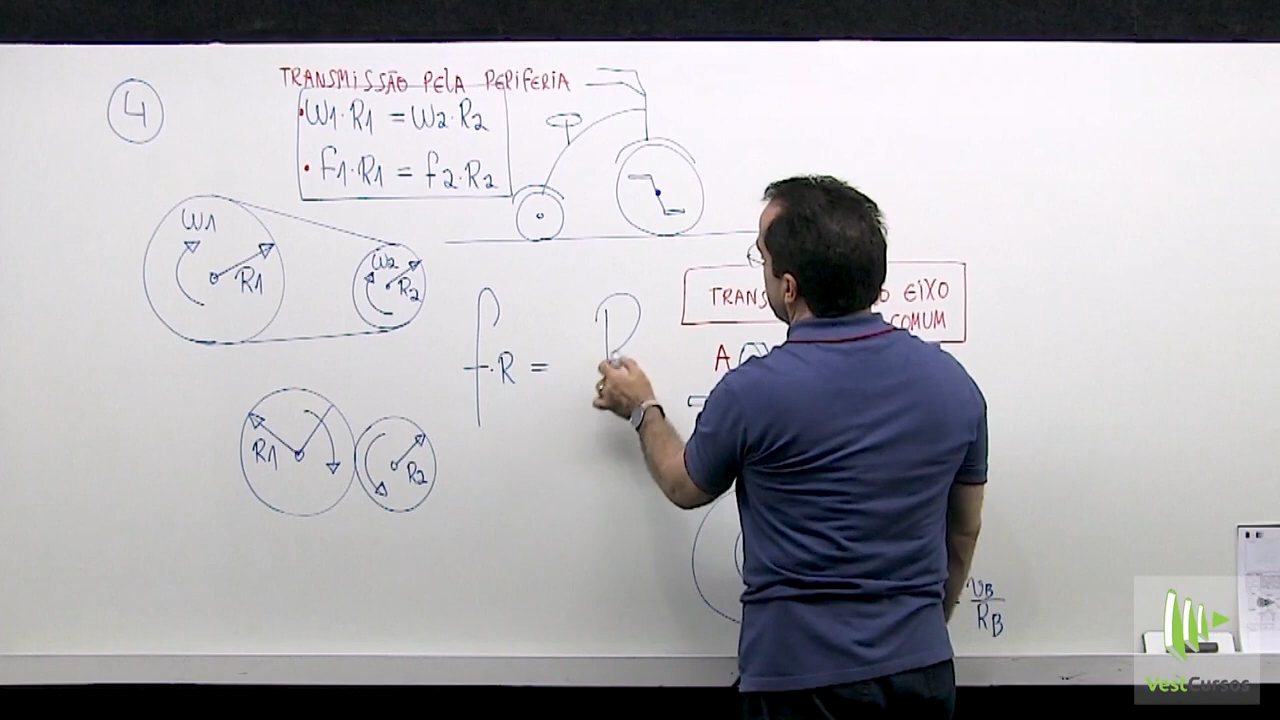 4
TRANSMISSÃO PELA PERIFERIA
• W1·R1 = W2·R2
• f1·R1 = f2·R2
W1
R1
W2
R2
f·R =
R
R1
R2
EIXO
COMUM
A
VB
RB
VestCursos